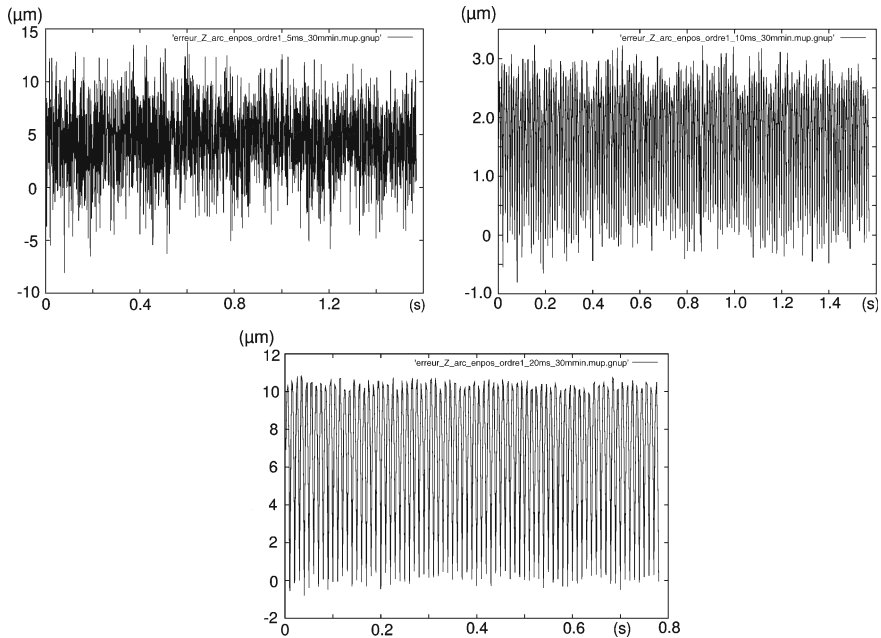 (μm)
'erreur_Z_arc_enpos_ordre1_5ms_30mmin.mup.gnup'
15
10
5
0
-5
-10
0 0.4 0.8 1.2 (s)
(μm)
'erreur_Z_arc_enpos_ordre1_10ms_30mmin.mup.gnup'
3.0
2.0
1.0
0
-1.0
0 0.2 0.4 0.6 0.8 1.0 1.2 1.4 (s)
(μm)
'erreur_Z_arc_enpos_ordre1_20ms_30mmin.mup.gnup'
12
10
8
6
4
2
0
-2
0 0.2 0.4 0.6 (s) 0.8